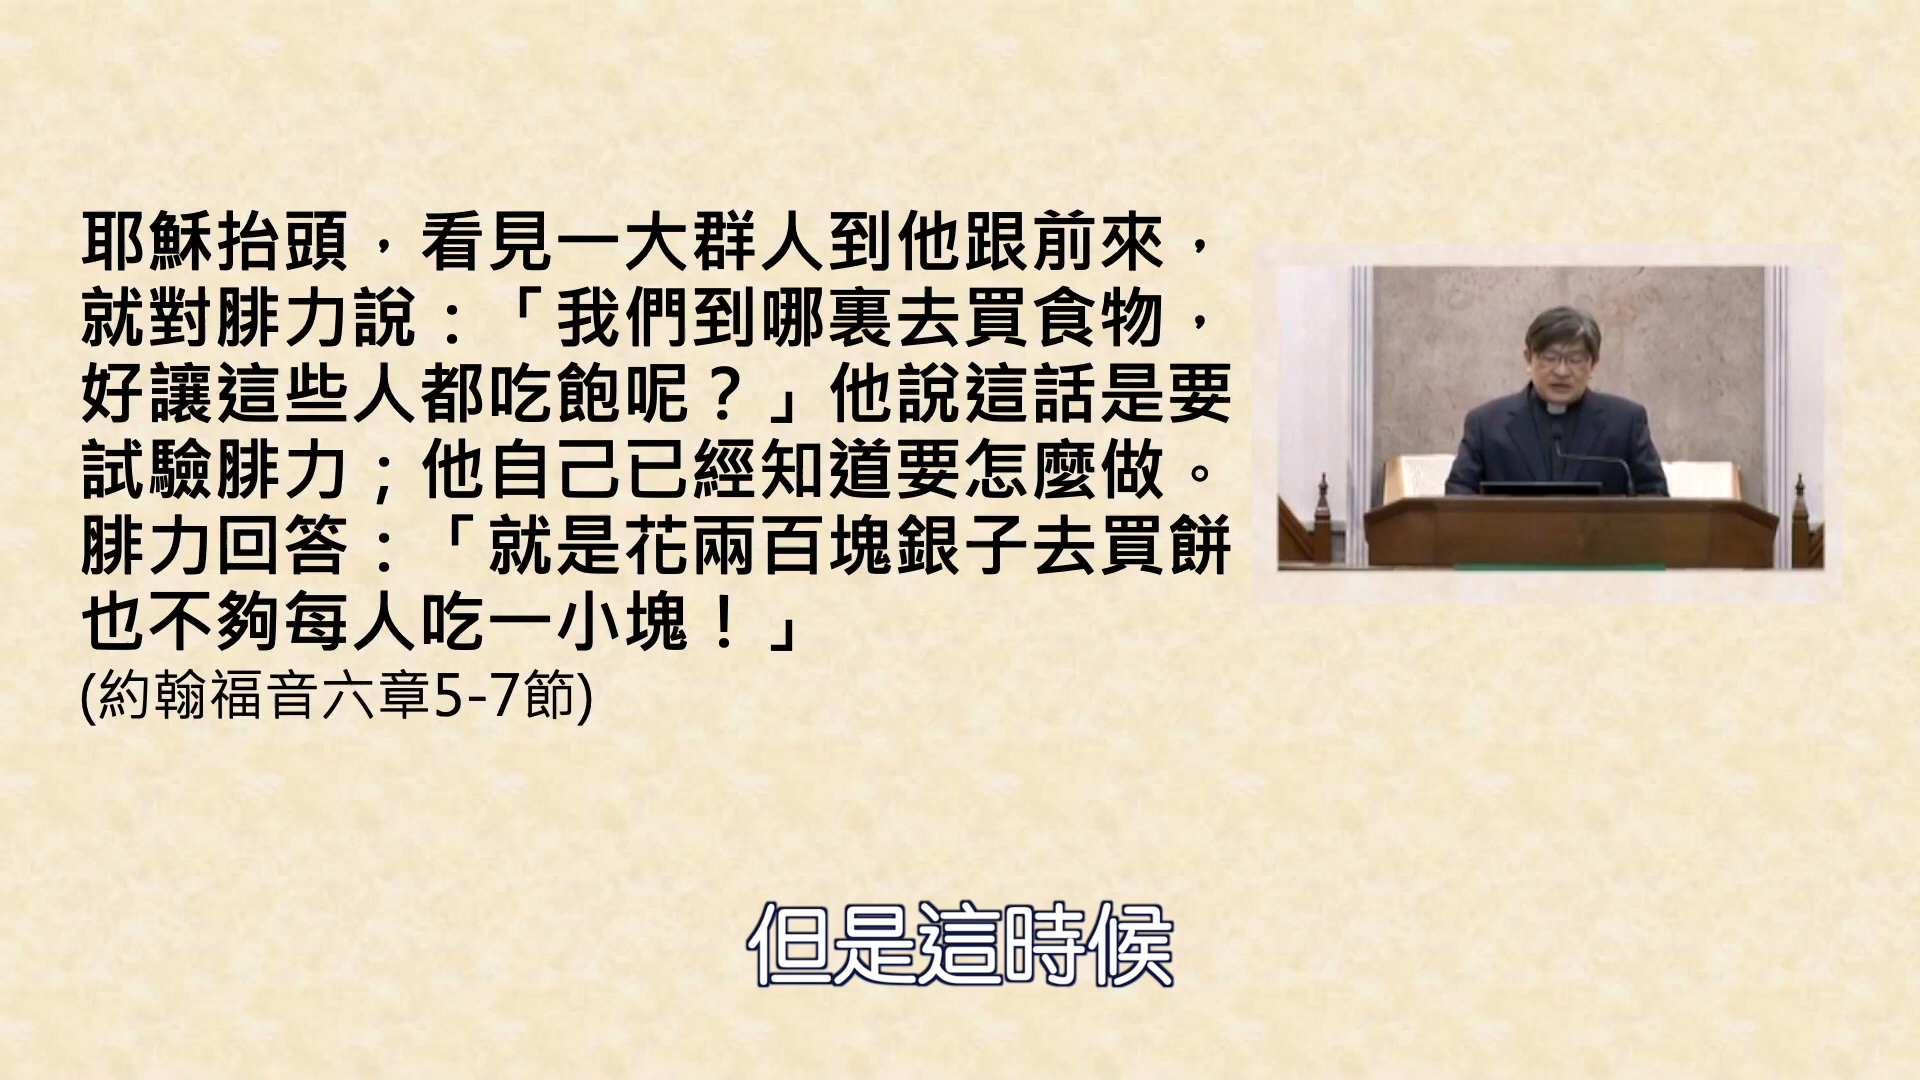 耶穌抬頭，看見一大群人到他跟前來，
就對腓力說：「我們到哪裏去買食物，
好讓這些人都吃飽呢？」他說這話是要
試驗腓力；他自己已經知道要怎麼做。
腓力回答：「就是花兩百塊銀子去買餅
也不夠每人吃一小塊！」
(約翰福音六章5-7節)
但是這時候